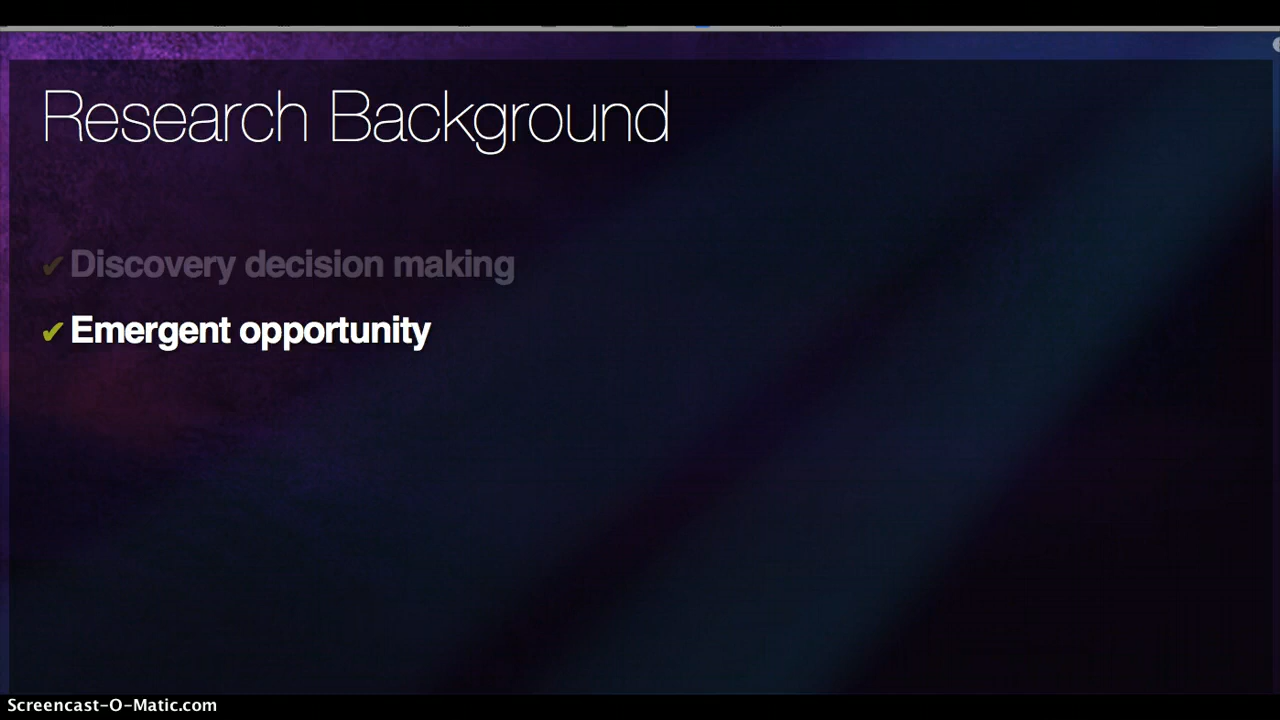 Research Background
✔ Discovery decision making
✔ Emergent opportunity
Screencast-O-Matic.com